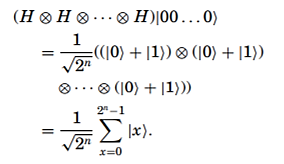 (H ⊗ H ⊗ ⋯ ⊗ H)|00…0⟩
= 1/√2ⁿ ((|0⟩ + |1⟩) ⊗ (|0⟩ + |1⟩)
⊗ ⋯ ⊗ (|0⟩ + |1⟩)))
= 1/√2ⁿ ∑_{x=0}^{2ⁿ−1} |x⟩.